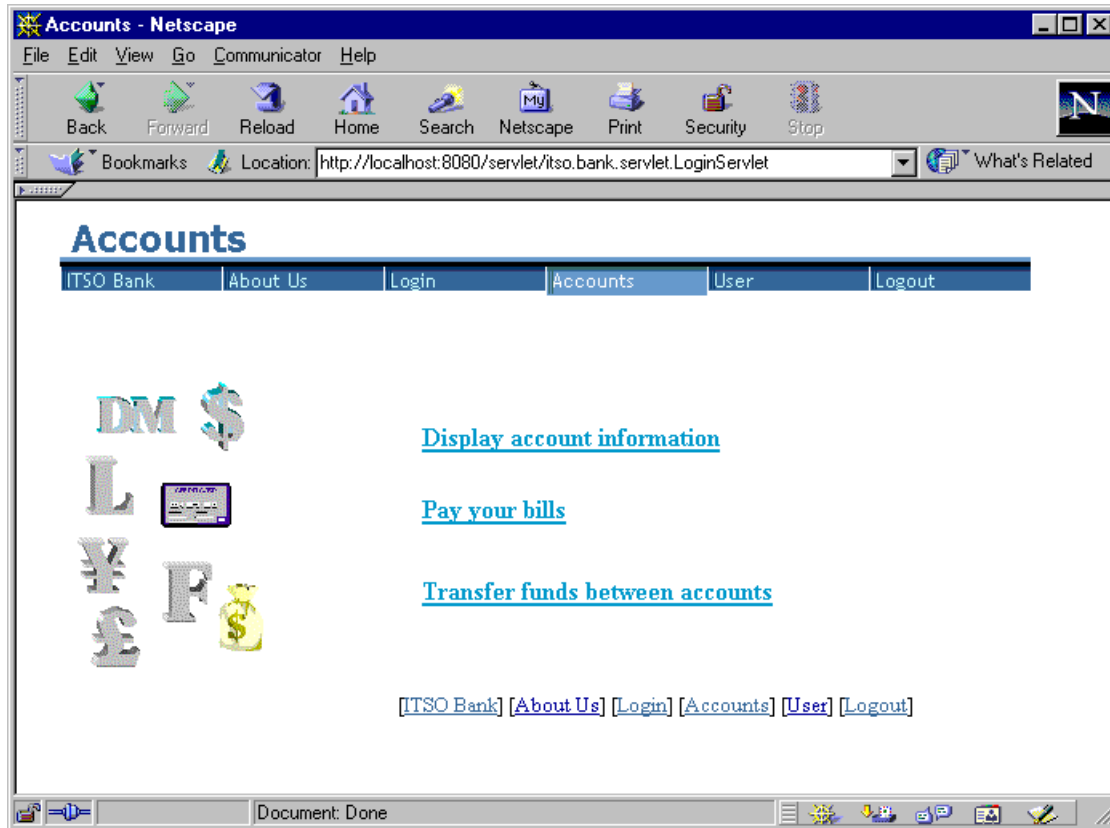 Accounts - Netscape
File Edit View Go Communicator Help
Back Forward Reload Home Search Netscape Print Security Stop
My
N
Bookmarks Location: http://localhost:8080/servlet/itso.bank.servlet.LoginServlet What's Related
Accounts
ITSO Bank About Us Login Accounts User Logout
DM $
Display account information
L
Pay your bills
¥
F
Transfer funds between accounts
$
£
[ITSO Bank] [About Us] [Login] [Accounts] [User] [Logout]
Document: Done